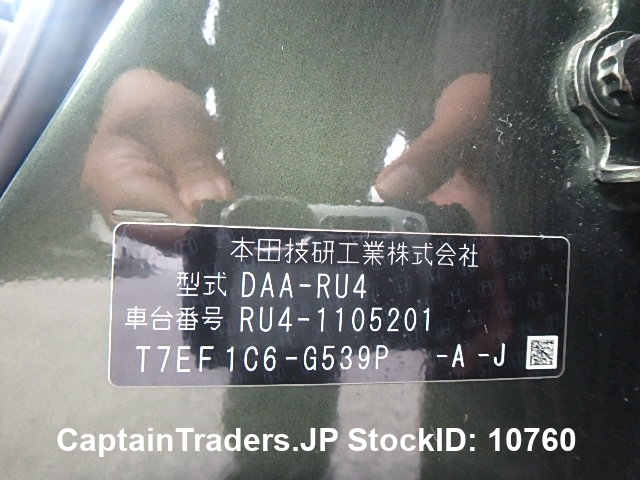 本田技研工業株式会社
型式 DAA-RU4
車台番号 RU4-1105201
T7EF1C6-G539P -A -J
CaptainTraders.JP StockID: 10760